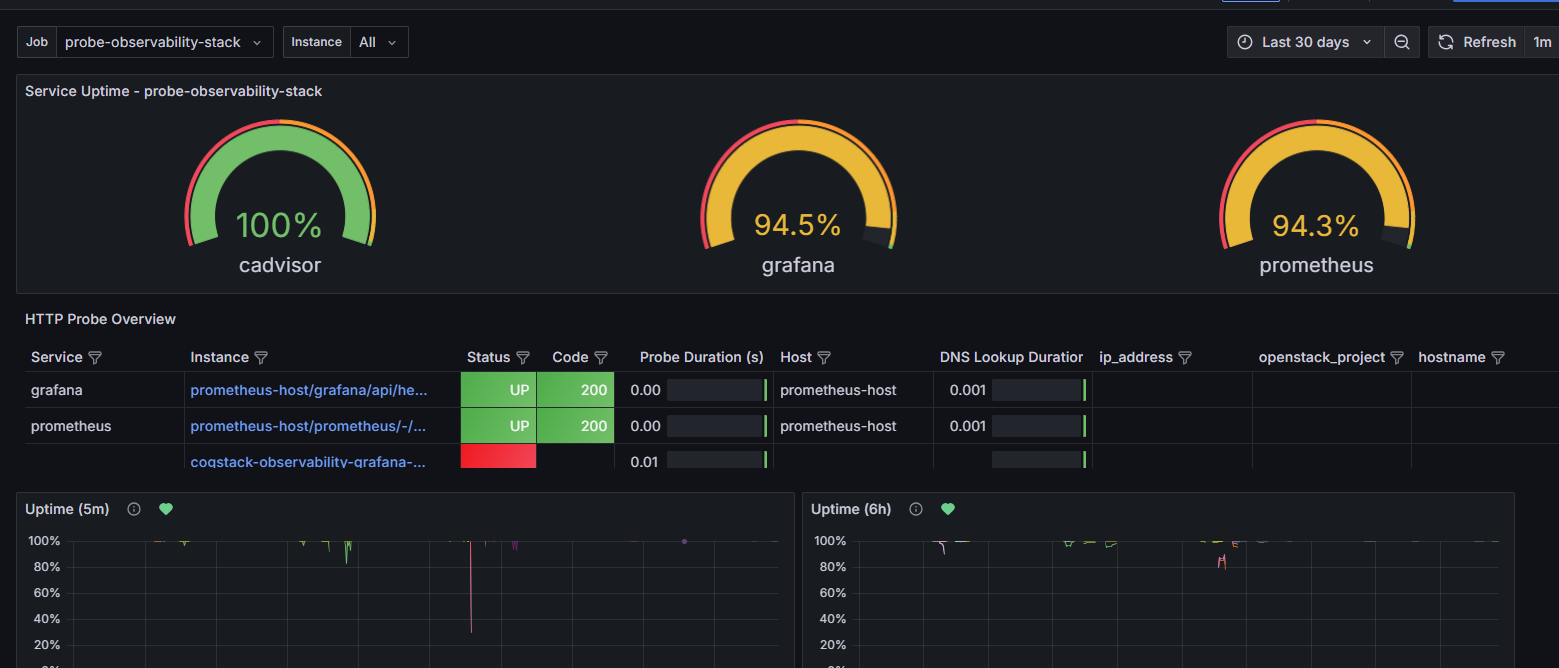 Job probe-observability-stack Instance All Last 30 days Refresh 1m
Service Uptime - probe-observability-stack
100% 94.5% 94.3%
cadvisor grafana prometheus
HTTP Probe Overview
Service Instance Status Code Probe Duration (s) Host DNS Lookup Duration ip_address openstack_project hostname
grafana prometheus-host/grafana/api/he... UP 200 0.00 prometheus-host 0.001
prometheus prometheus-host/prometheus/-/... UP 200 0.00 prometheus-host 0.001
cogstack-observability-grafana-... 0.01
Uptime (5m) Uptime (6h)
100% 100%
80% 80%
60% 60%
40% 40%
20% 20%